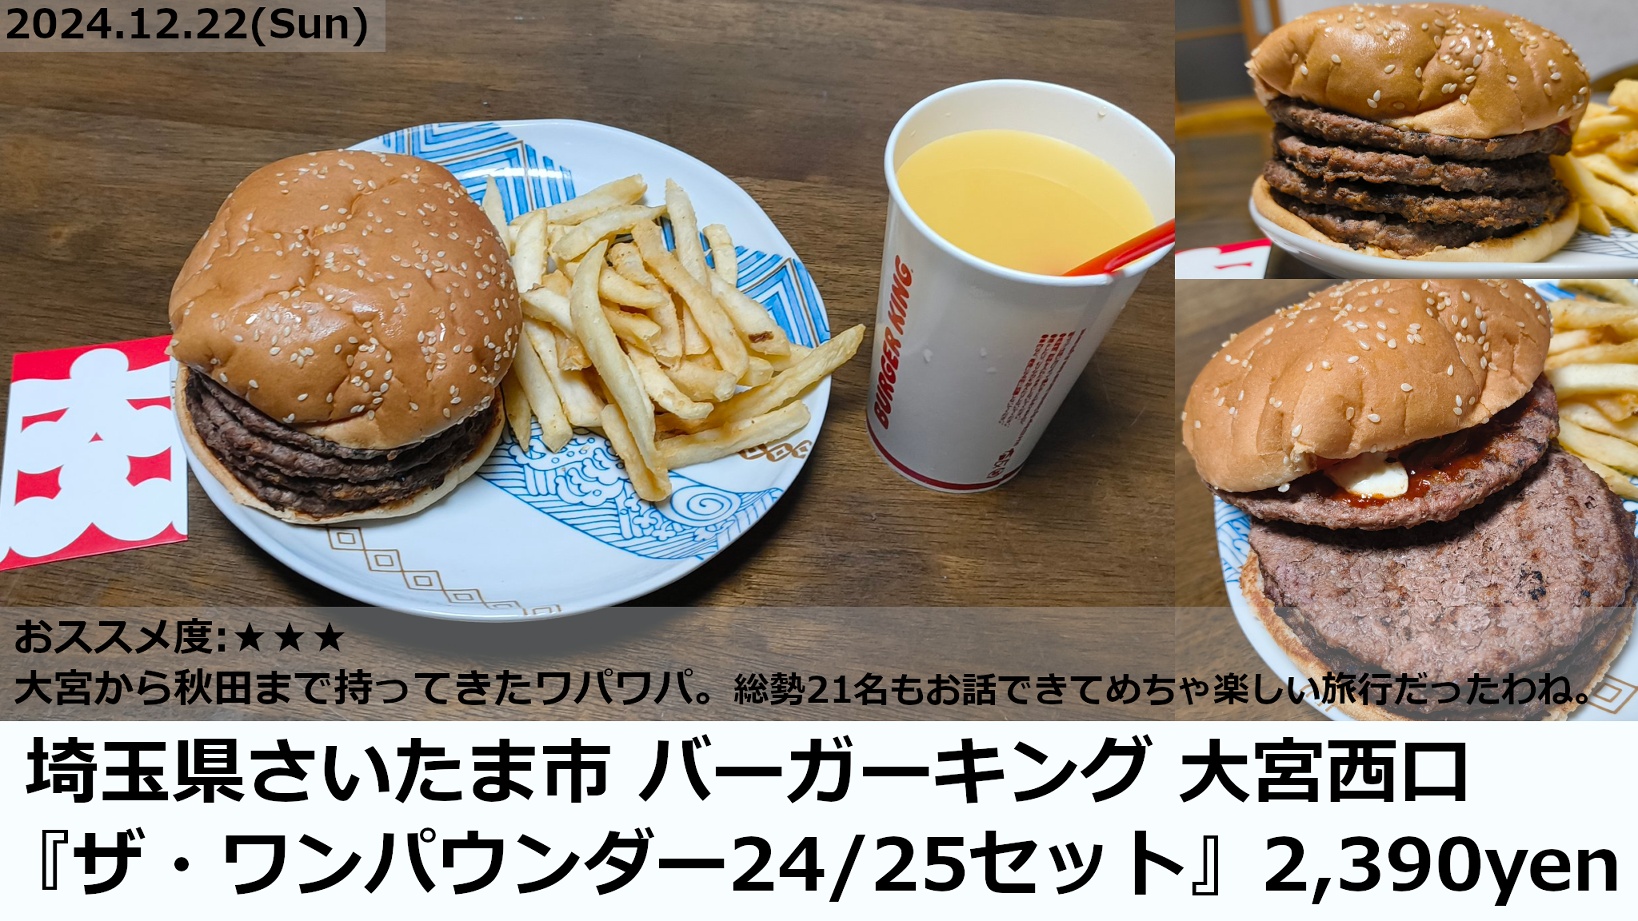 2024.12.22(Sun)
BURGER KING
おススメ度:★★★
大宮から秋田まで持ってきたワパワパ。総勢21名もお話できてめちゃ楽しい旅行だったわね。
埼玉県さいたま市 バーガーキング 大宮西口
『ザ・ワンパウンダー24/25セット』2,390yen